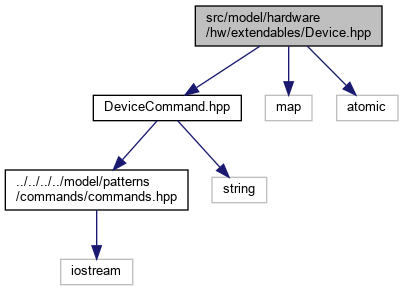 src/model/hardware
/hw/extendables/Device.hpp
DeviceCommand.hpp
map
atomic
../../../../model/patterns
/commands/commands.hpp
string
iostream